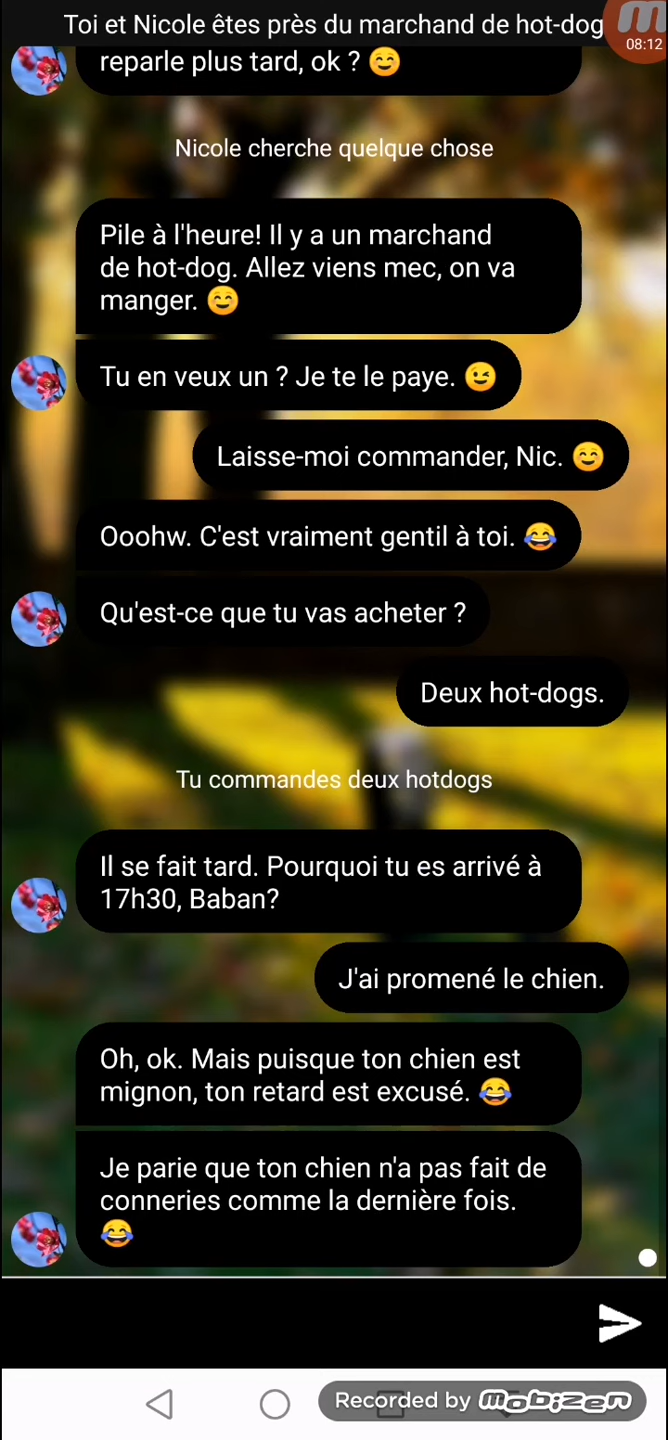 Toi et Nicole êtes près du marchand de hot-dog
08:12
reparle plus tard, ok ? 😊
Nicole cherche quelque chose
Pile à l'heure! Il y a un marchand
de hot-dog. Allez viens mec, on va
manger. 😊
Tu en veux un ? Je te le paye. 😉
Laisse-moi commander, Nic. 😊
Ooohw. C'est vraiment gentil à toi. 😂
Qu'est-ce que tu vas acheter ?
Deux hot-dogs.
Tu commandes deux hotdogs
Il se fait tard. Pourquoi tu es arrivé à
17h30, Baban?
J'ai promené le chien.
Oh, ok. Mais puisque ton chien est
mignon, ton retard est excusé. 😂
Je parie que ton chien n'a pas fait de
conneries comme la dernière fois.
😂
Recorded by mobizen